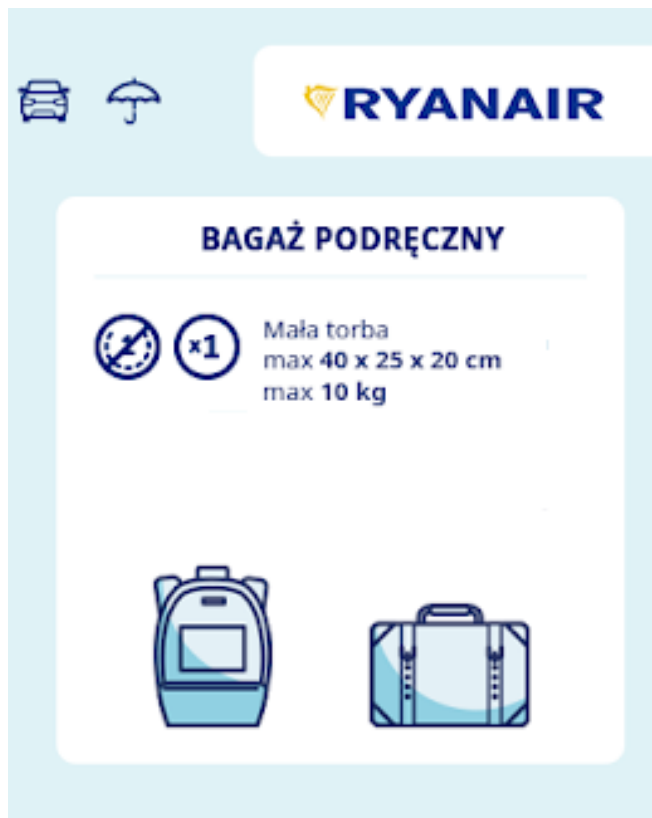 RYANAIR
BAGAŻ PODRĘCZNY
x1
Mała torba
max 40 x 25 x 20 cm
max 10 kg